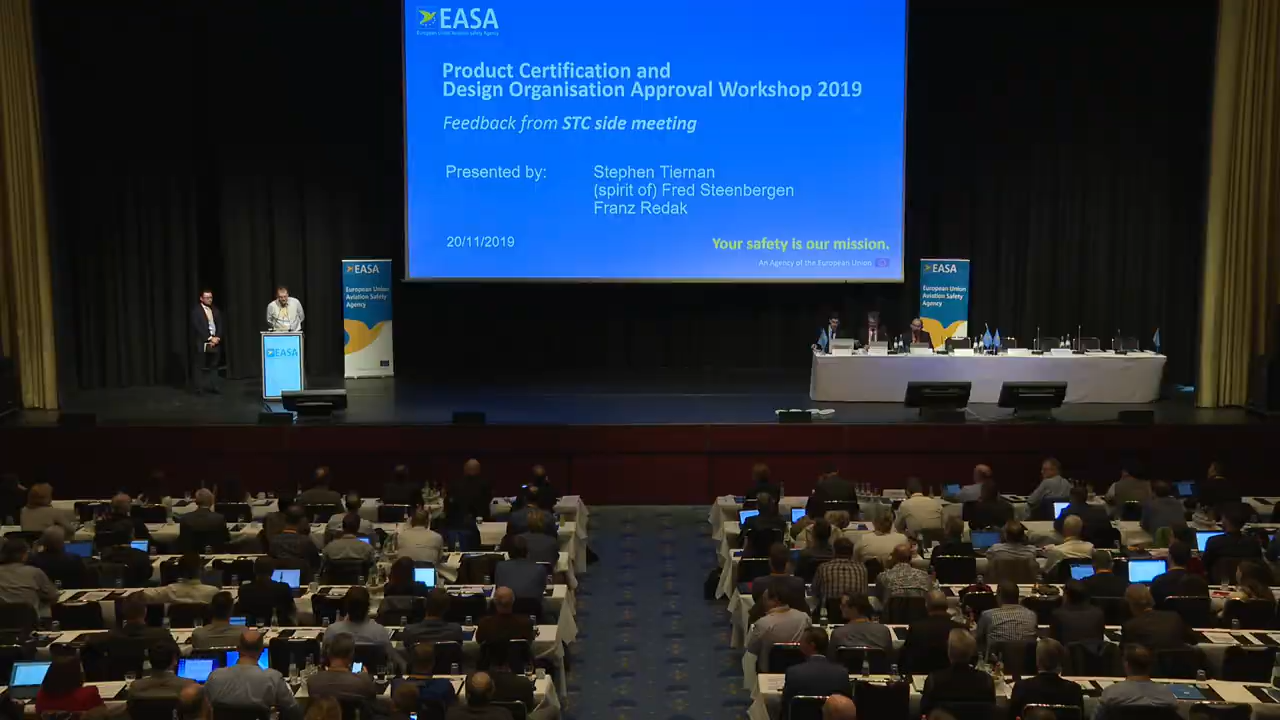 EASA
European Union Aviation Safety Agency
Product Certification and
Design Organisation Approval Workshop 2019
Feedback from STC side meeting
Presented by:
Stephen Tiernan
(spirit of) Fred Steenbergen
Franz Redak
20/11/2019
Your safety is our mission.
An Agency of the European Union
EASA
European Union
Aviation Safety
Agency
EASA
EASA
European Union
Aviation Safety
Agency